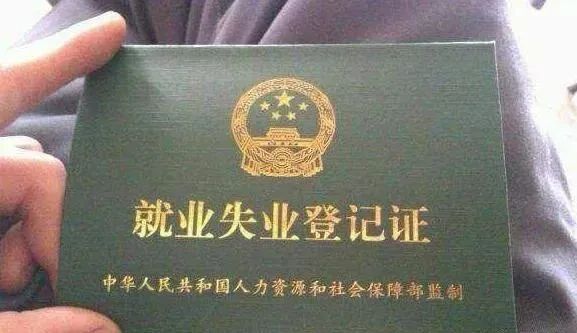 就业失业登记证
中华人民共和国人力资源和社会保障部监制